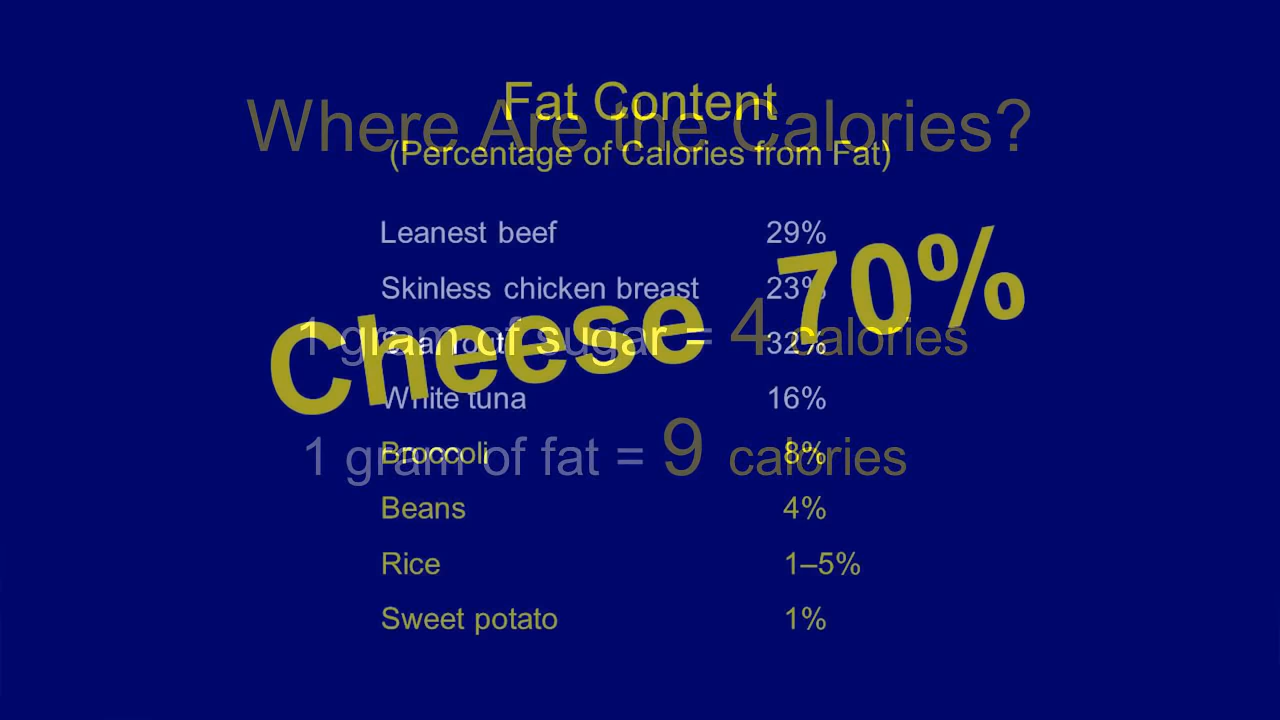 Where Are the Calories?
Fat Content
(Percentage of Calories from Fat)
Leanest beef 29%
Skinless chicken breast 23%
Cheese 70%
1 gram of sugar = 4 calories
32%
White tuna 16%
1 gram of fat = 9 calories
Broccoli 8%
Beans 4%
Rice 1–5%
Sweet potato 1%